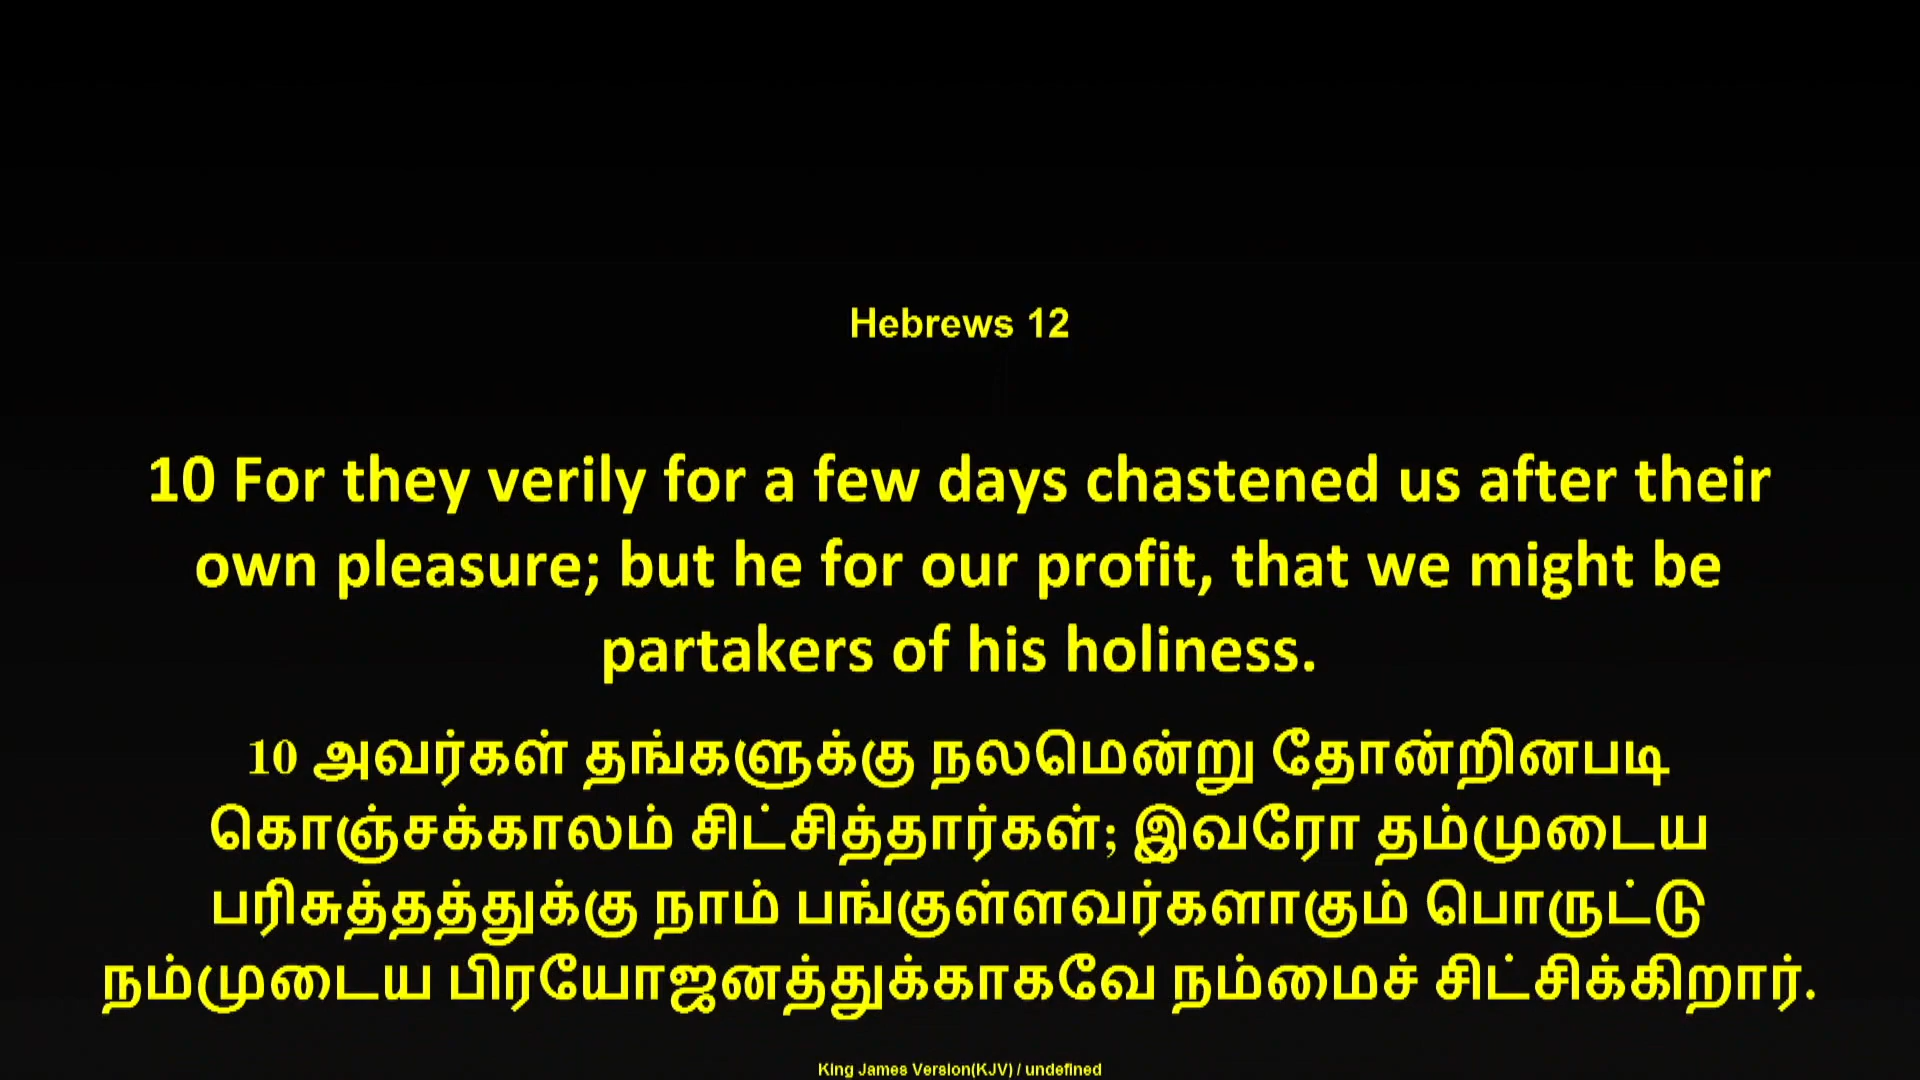 Hebrews 12
10 For they verily for a few days chastened us after their
own pleasure; but he for our profit, that we might be
partakers of his holiness.
10 அவர்கள் தங்களுக்கு நலமென்று தோன்றினபடி
கொஞ்சக்காலம் சிட்சித்தார்கள்; இவரோ தம்முடைய
பரிசுத்தத்துக்கு நாம் பங்குள்ளவர்களாகும் பொருட்டு
நம்முடைய பிரயோஜனத்துக்காகவே நம்மைச் சிட்சிக்கிறார்.
King James Version(KJV) / undefined